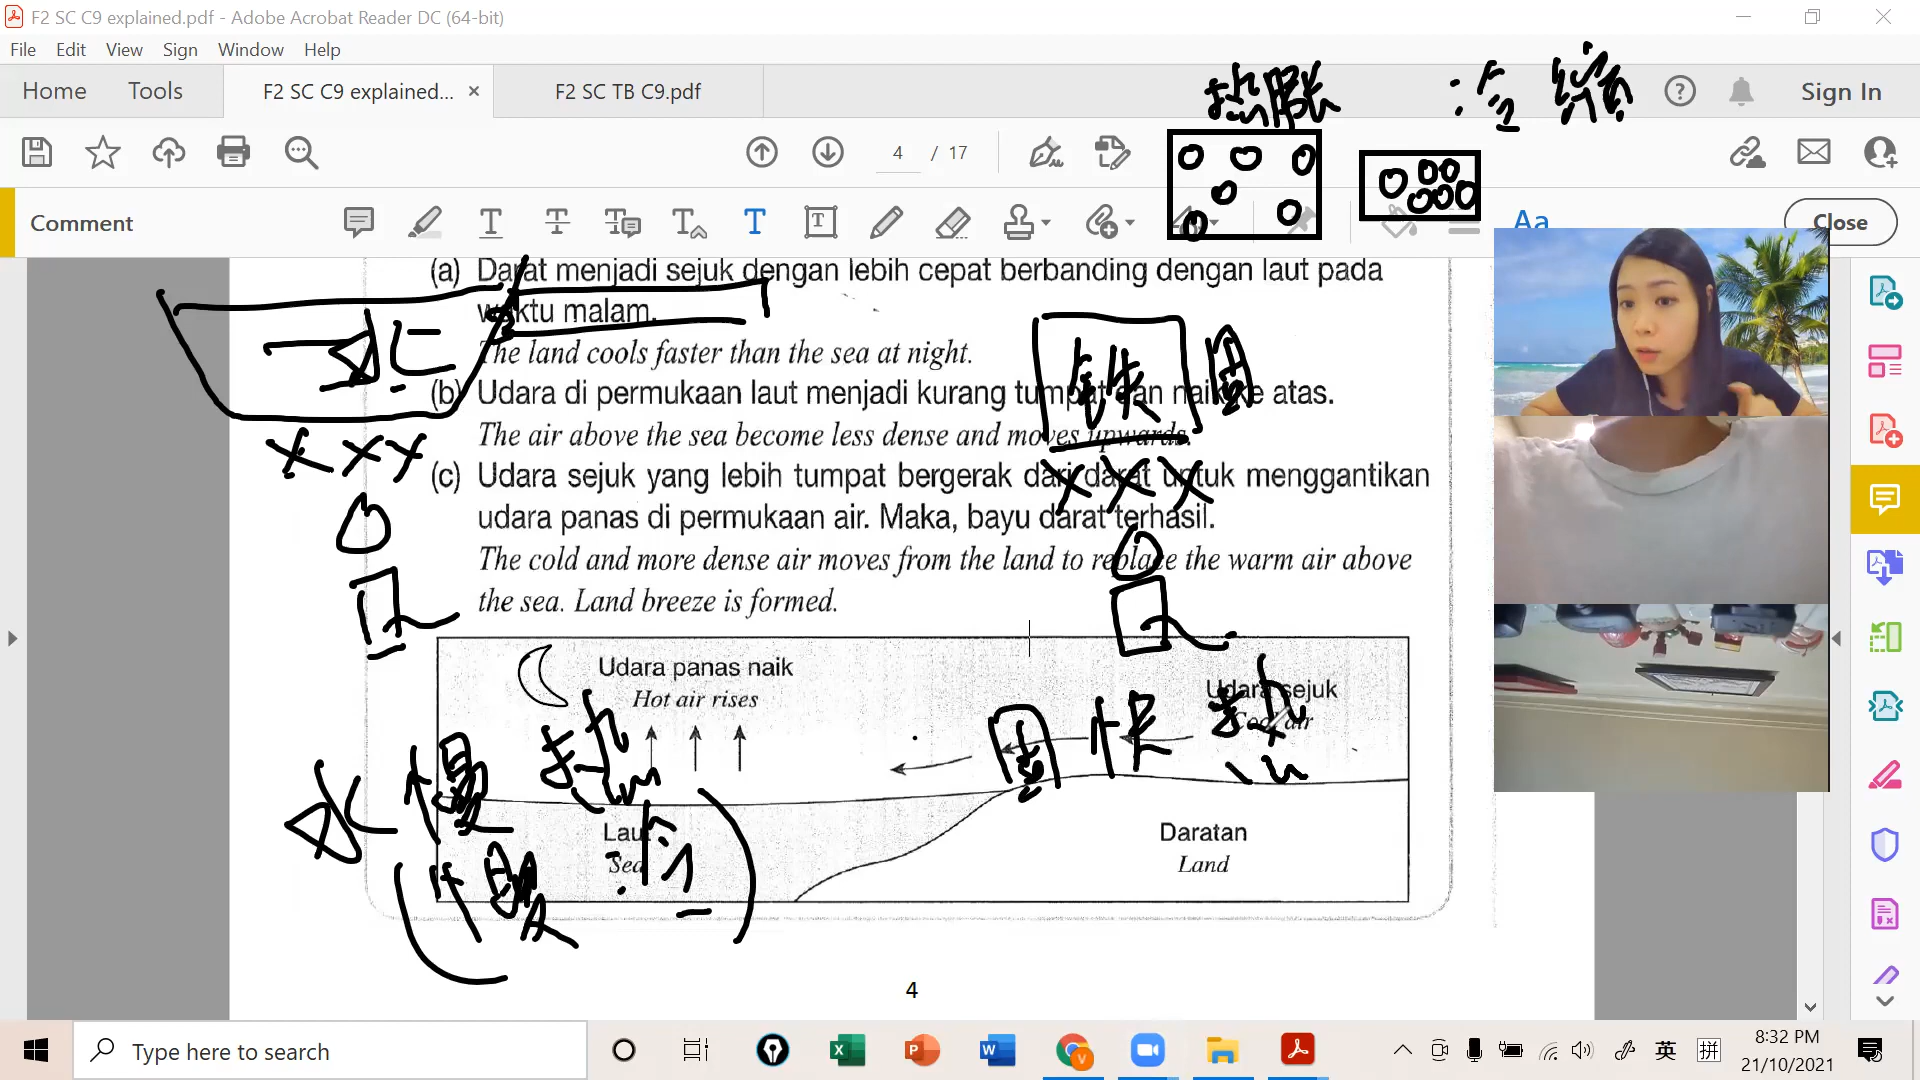 F2 SC C9 explained.pdf - Adobe Acrobat Reader DC (64-bit)
File Edit View Sign Window Help
Home Tools F2 SC C9 explained... × F2 SC TB C9.pdf Sign In
热胀 冷缩
4 / 17
Comment Aa Close
(a) Darat menjadi sejuk dengan lebih cepat berbanding dengan laut pada
waktu malam.
The land cools faster than the sea at night.
(b) Udara di permukaan laut menjadi kurang tumpat dan naik ke atas.
The air above the sea become less dense and moves upwards.
(c) Udara sejuk yang lebih tumpat bergerak dari darat untuk menggantikan
udara panas di permukaan air. Maka, bayu darat terhasil.
The cold and more dense air moves from the land to replace the warm air above
the sea. Land breeze is formed.
Udara panas naik
Hot air rises
Udara sejuk
Cool air
快 热
慢 热
Laut
Sea
慢 冷
Daratan
Land
4
Type here to search
英 拼
8:32 PM
21/10/2021